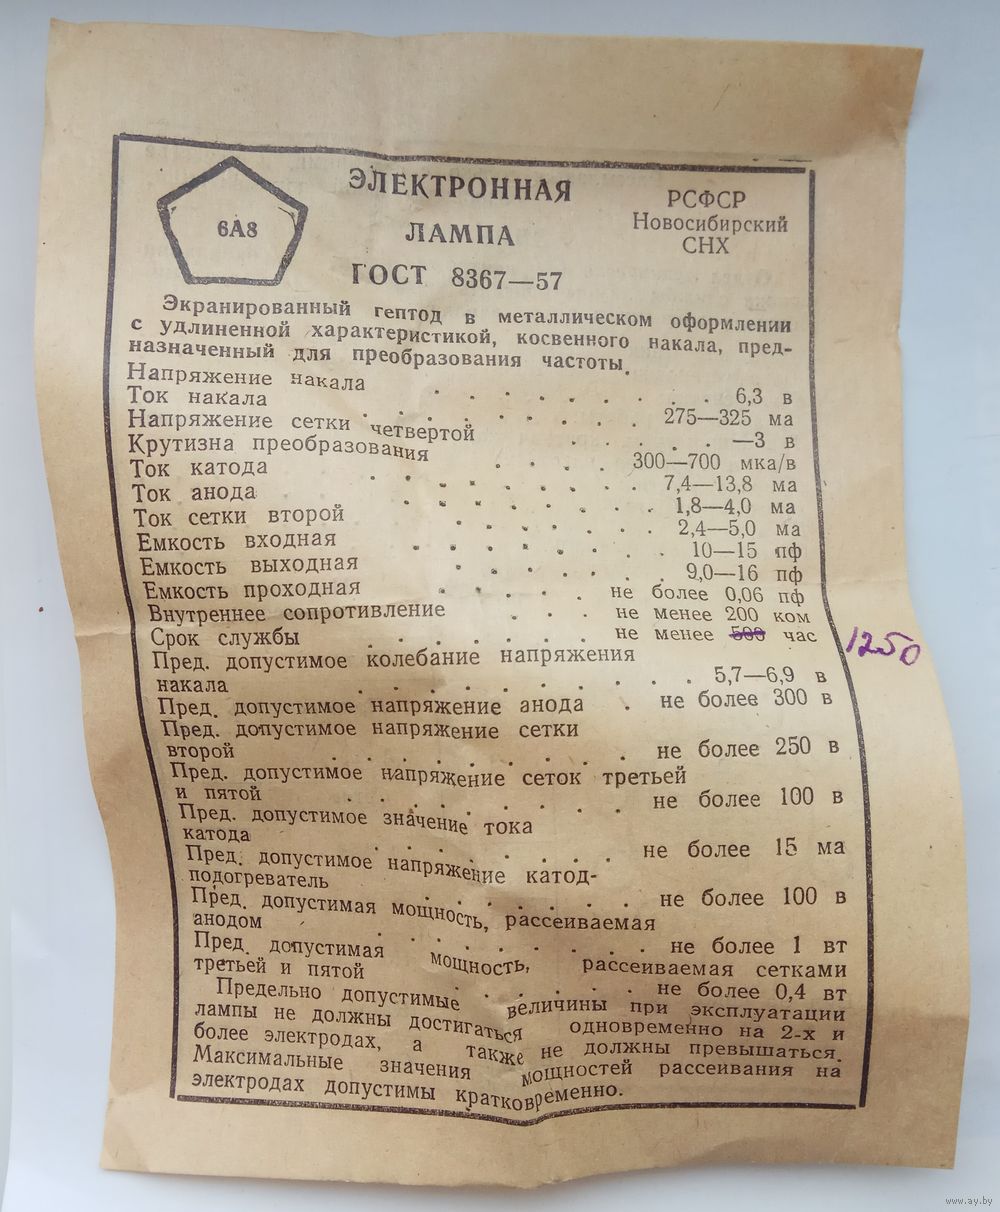 6А8
ЭЛЕКТРОННАЯ
ЛАМПА
ГОСТ 8367—57
РСФСР
Новосибирский
СНХ
Экранированный гептод в металлическом оформлении
с удлиненной характеристикой, косвенного накала, пред-
назначенный для преобразования частоты.
Напряжение накала . . . . . . . . 6,3 в
Ток накала . . . . . . . 275—325 ма
Напряжение сетки четвертой . . . . —3 в
Крутизна преобразования . . . . 300—700 мка/в
Ток катода . . . . . . . 7,4—13,8 ма
Ток анода . . . . . . . 1,8—4,0 ма
Ток сетки второй . . . . . . 2,4—5,0 ма
Емкость входная . . . . . . . 10—15 пф
Емкость выходная . . . . . . 9,0—16 пф
Емкость проходная . . . . не более 0,06 пф
Внутреннее сопротивление . . . не менее 200 ком
Срок службы . . . . . . не менее 500 час 1250
Пред. допустимое колебание напряжения
накала . . . . . . . . . . 5,7—6,9 в
Пред. допустимое напряжение анода . не более 300 в
Пред. допустимое напряжение сетки
второй . . . . . . . . не более 250 в
Пред. допустимое напряжение сеток третьей
и пятой . . . . . . . . не более 100 в
Пред. допустимое значение тока
катода . . . . . . . . не более 15 ма
Пред. допустимое напряжение катод-
подогреватель . . . . . . не более 100 в
Пред. допустимая мощность, рассеиваемая
анодом . . . . . . . . не более 1 вт
Пред. допустимая мощность, рассеиваемая сетками
третьей и пятой . . . . . не более 0,4 вт
Предельно допустимые величины при эксплуатации
лампы не должны достигаться одновременно на 2-х и
более электродах, а также не должны превышаться.
Максимальные значения мощностей рассеивания на
электродах допустимы кратковременно.
www.ay.by